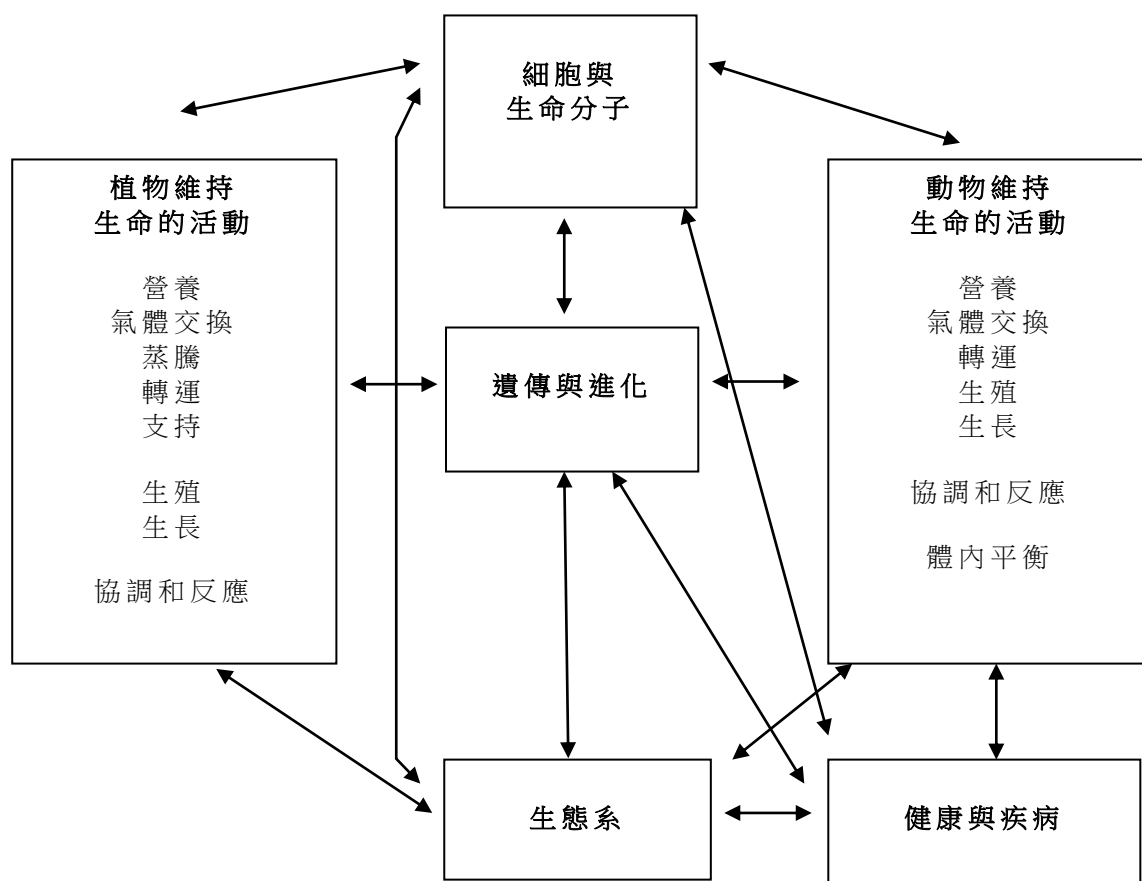 細胞與
生命分子
植物維持
生命的活動
營養
氣體交換
蒸騰
轉運
支持
生殖
生長
協調和反應
遺傳與進化
動物維持
生命的活動
營養
氣體交換
轉運
生殖
生長
協調和反應
體內平衡
生態系
健康與疾病